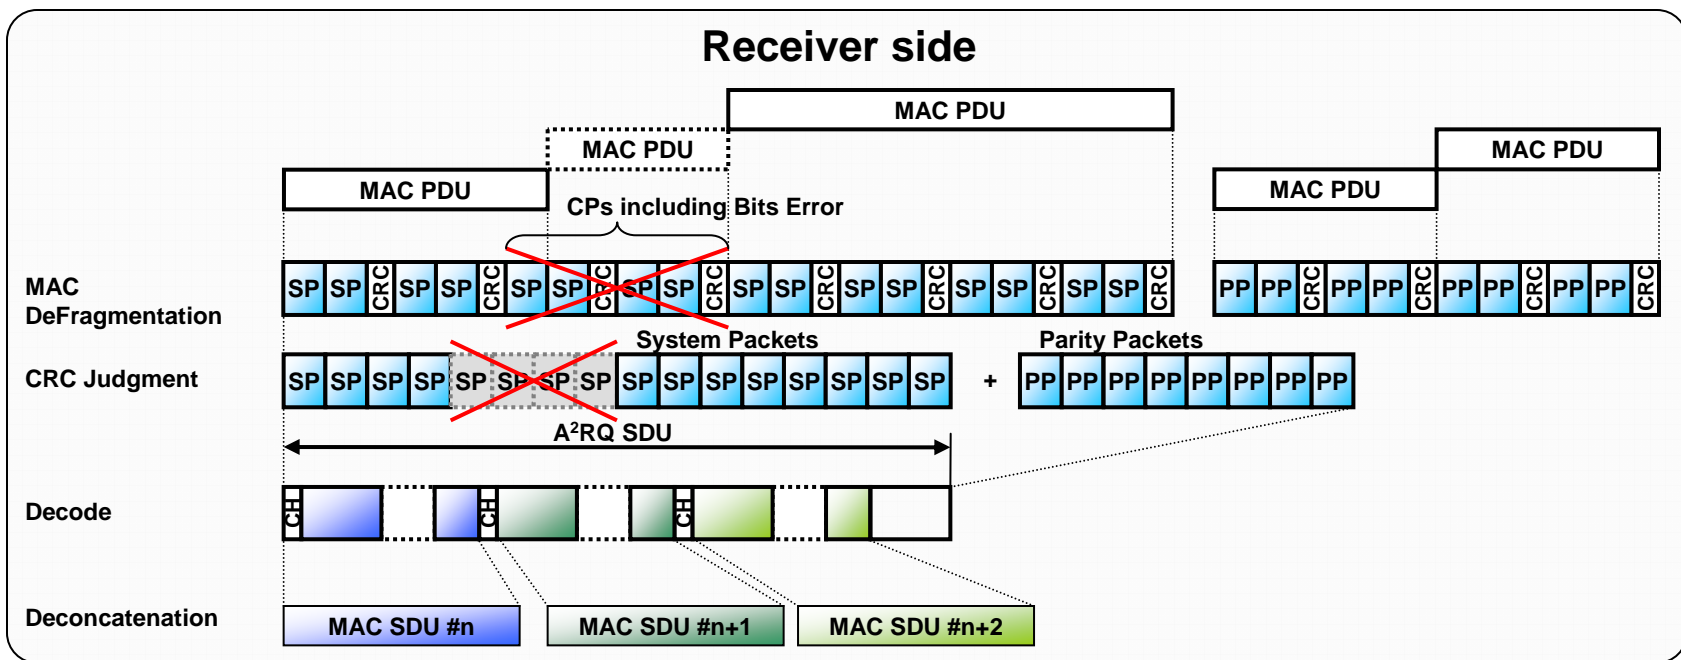 Receiver side
MAC PDU
MAC PDU MAC PDU
MAC PDU MAC PDU
CPs including Bits Error
MAC
DeFragmentation
SP SP CRC SP SP CRC SP SP CRC SP SP CRC SP SP CRC SP SP CRC SP SP CRC SP SP CRC PP PP CRC PP PP CRC PP PP CRC PP PP CRC
System Packets Parity Packets
CRC Judgment SP SP SP SP SP SP SP SP SP SP SP SP SP SP SP SP + PP PP PP PP PP PP PP PP
A²RQ SDU
Decode CH CH CH
Deconcatenation MAC SDU #n MAC SDU #n+1 MAC SDU #n+2